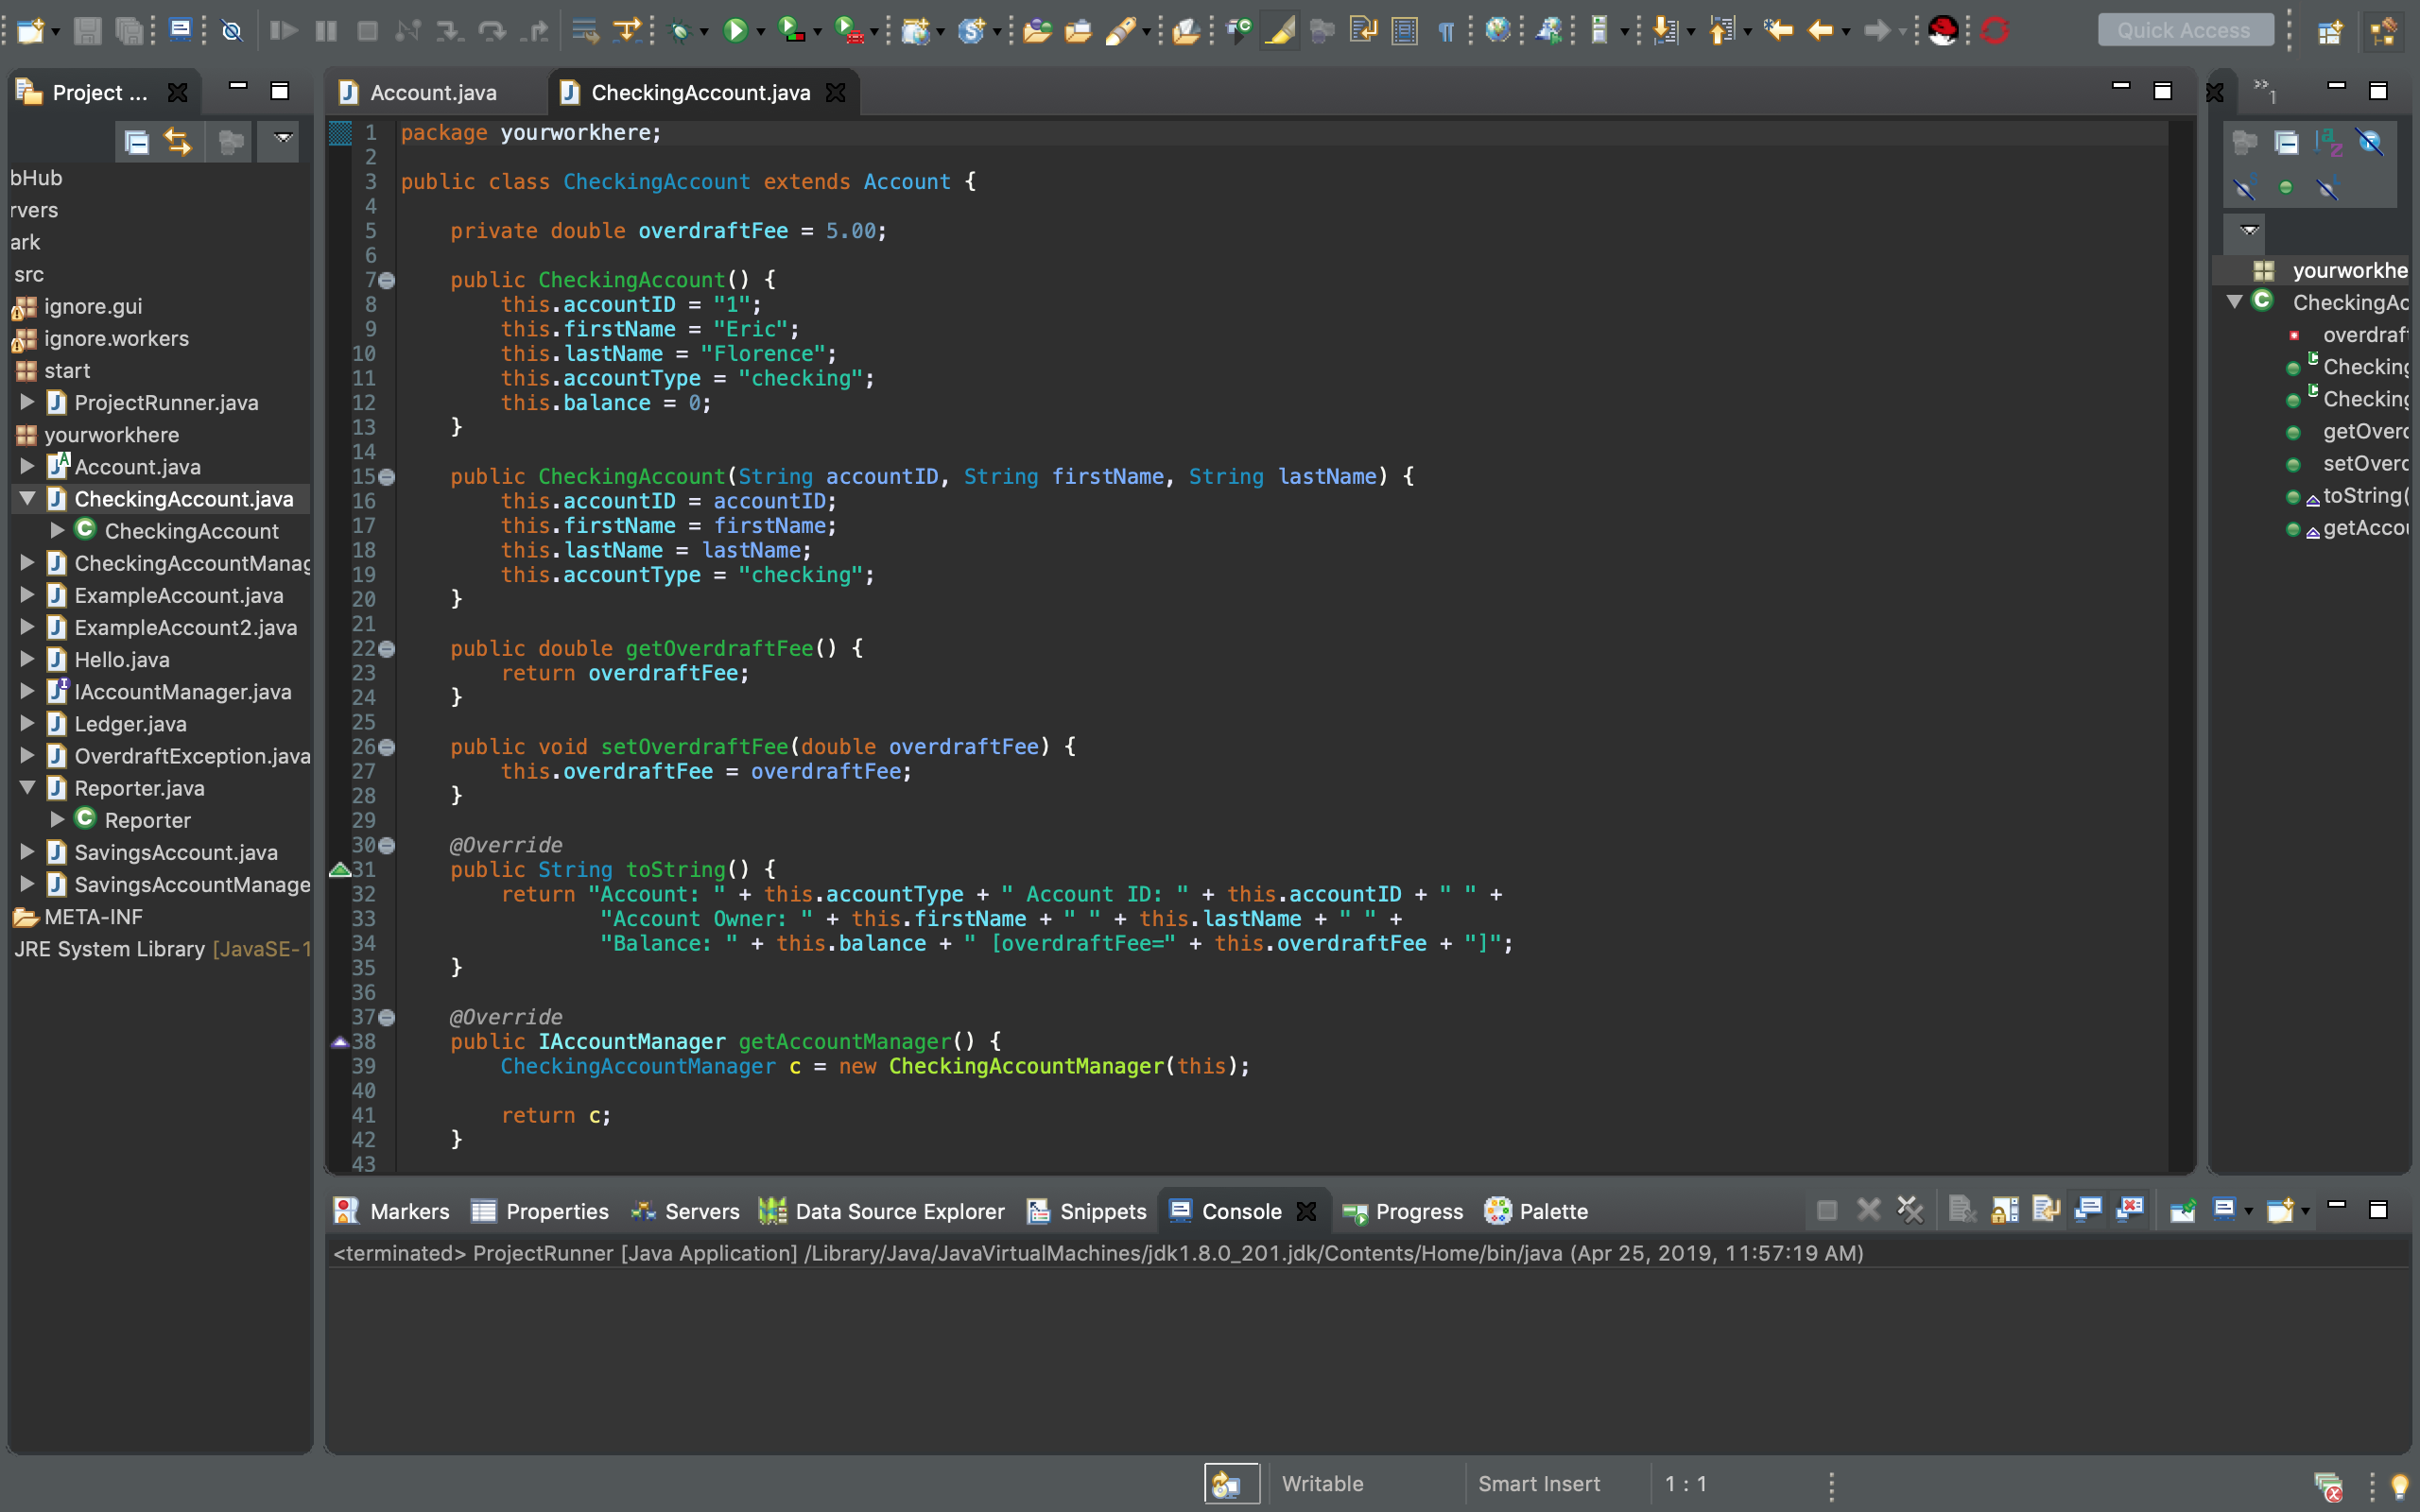 Quick Access
Project ...
bHub
rvers
ark
src
ignore.gui
ignore.workers
start
ProjectRunner.java
yourworkhere
Account.java
CheckingAccount.java
CheckingAccount
CheckingAccountManag
ExampleAccount.java
ExampleAccount2.java
Hello.java
IAccountManager.java
Ledger.java
OverdraftException.java
Reporter.java
Reporter
SavingsAccount.java
SavingsAccountManage
META-INF
JRE System Library [JavaSE-1
Account.java CheckingAccount.java
1 package yourworkhere;
2
3 public class CheckingAccount extends Account {
4
5 private double overdraftFee = 5.00;
6
7 public CheckingAccount() {
8 this.accountID = "1";
9 this.firstName = "Eric";
10 this.lastName = "Florence";
11 this.accountType = "checking";
12 this.balance = 0;
13 }
14
15 public CheckingAccount(String accountID, String firstName, String lastName) {
16 this.accountID = accountID;
17 this.firstName = firstName;
18 this.lastName = lastName;
19 this.accountType = "checking";
20 }
21
22 public double getOverdraftFee() {
23 return overdraftFee;
24 }
25
26 public void setOverdraftFee(double overdraftFee) {
27 this.overdraftFee = overdraftFee;
28 }
29
30 @Override
31 public String toString() {
32 return "Account: " + this.accountType + " Account ID: " + this.accountID + " " +
33 "Account Owner: " + this.firstName + " " + this.lastName + " " +
34 "Balance: " + this.balance + " [overdraftFee=" + this.overdraftFee + "]";
35 }
36
37 @Override
38 public IAccountManager getAccountManager() {
39 CheckingAccountManager c = new CheckingAccountManager(this);
40
41 return c;
42 }
43
yourworkhe
CheckingAc
overdraf
Checking
Checking
getOverd
setOverd
toString(
getAccou
Markers Properties Servers Data Source Explorer Snippets Console Progress Palette
<terminated> ProjectRunner [Java Application] /Library/Java/JavaVirtualMachines/jdk1.8.0_201.jdk/Contents/Home/bin/java (Apr 25, 2019, 11:57:19 AM)
Writable Smart Insert 1 : 1